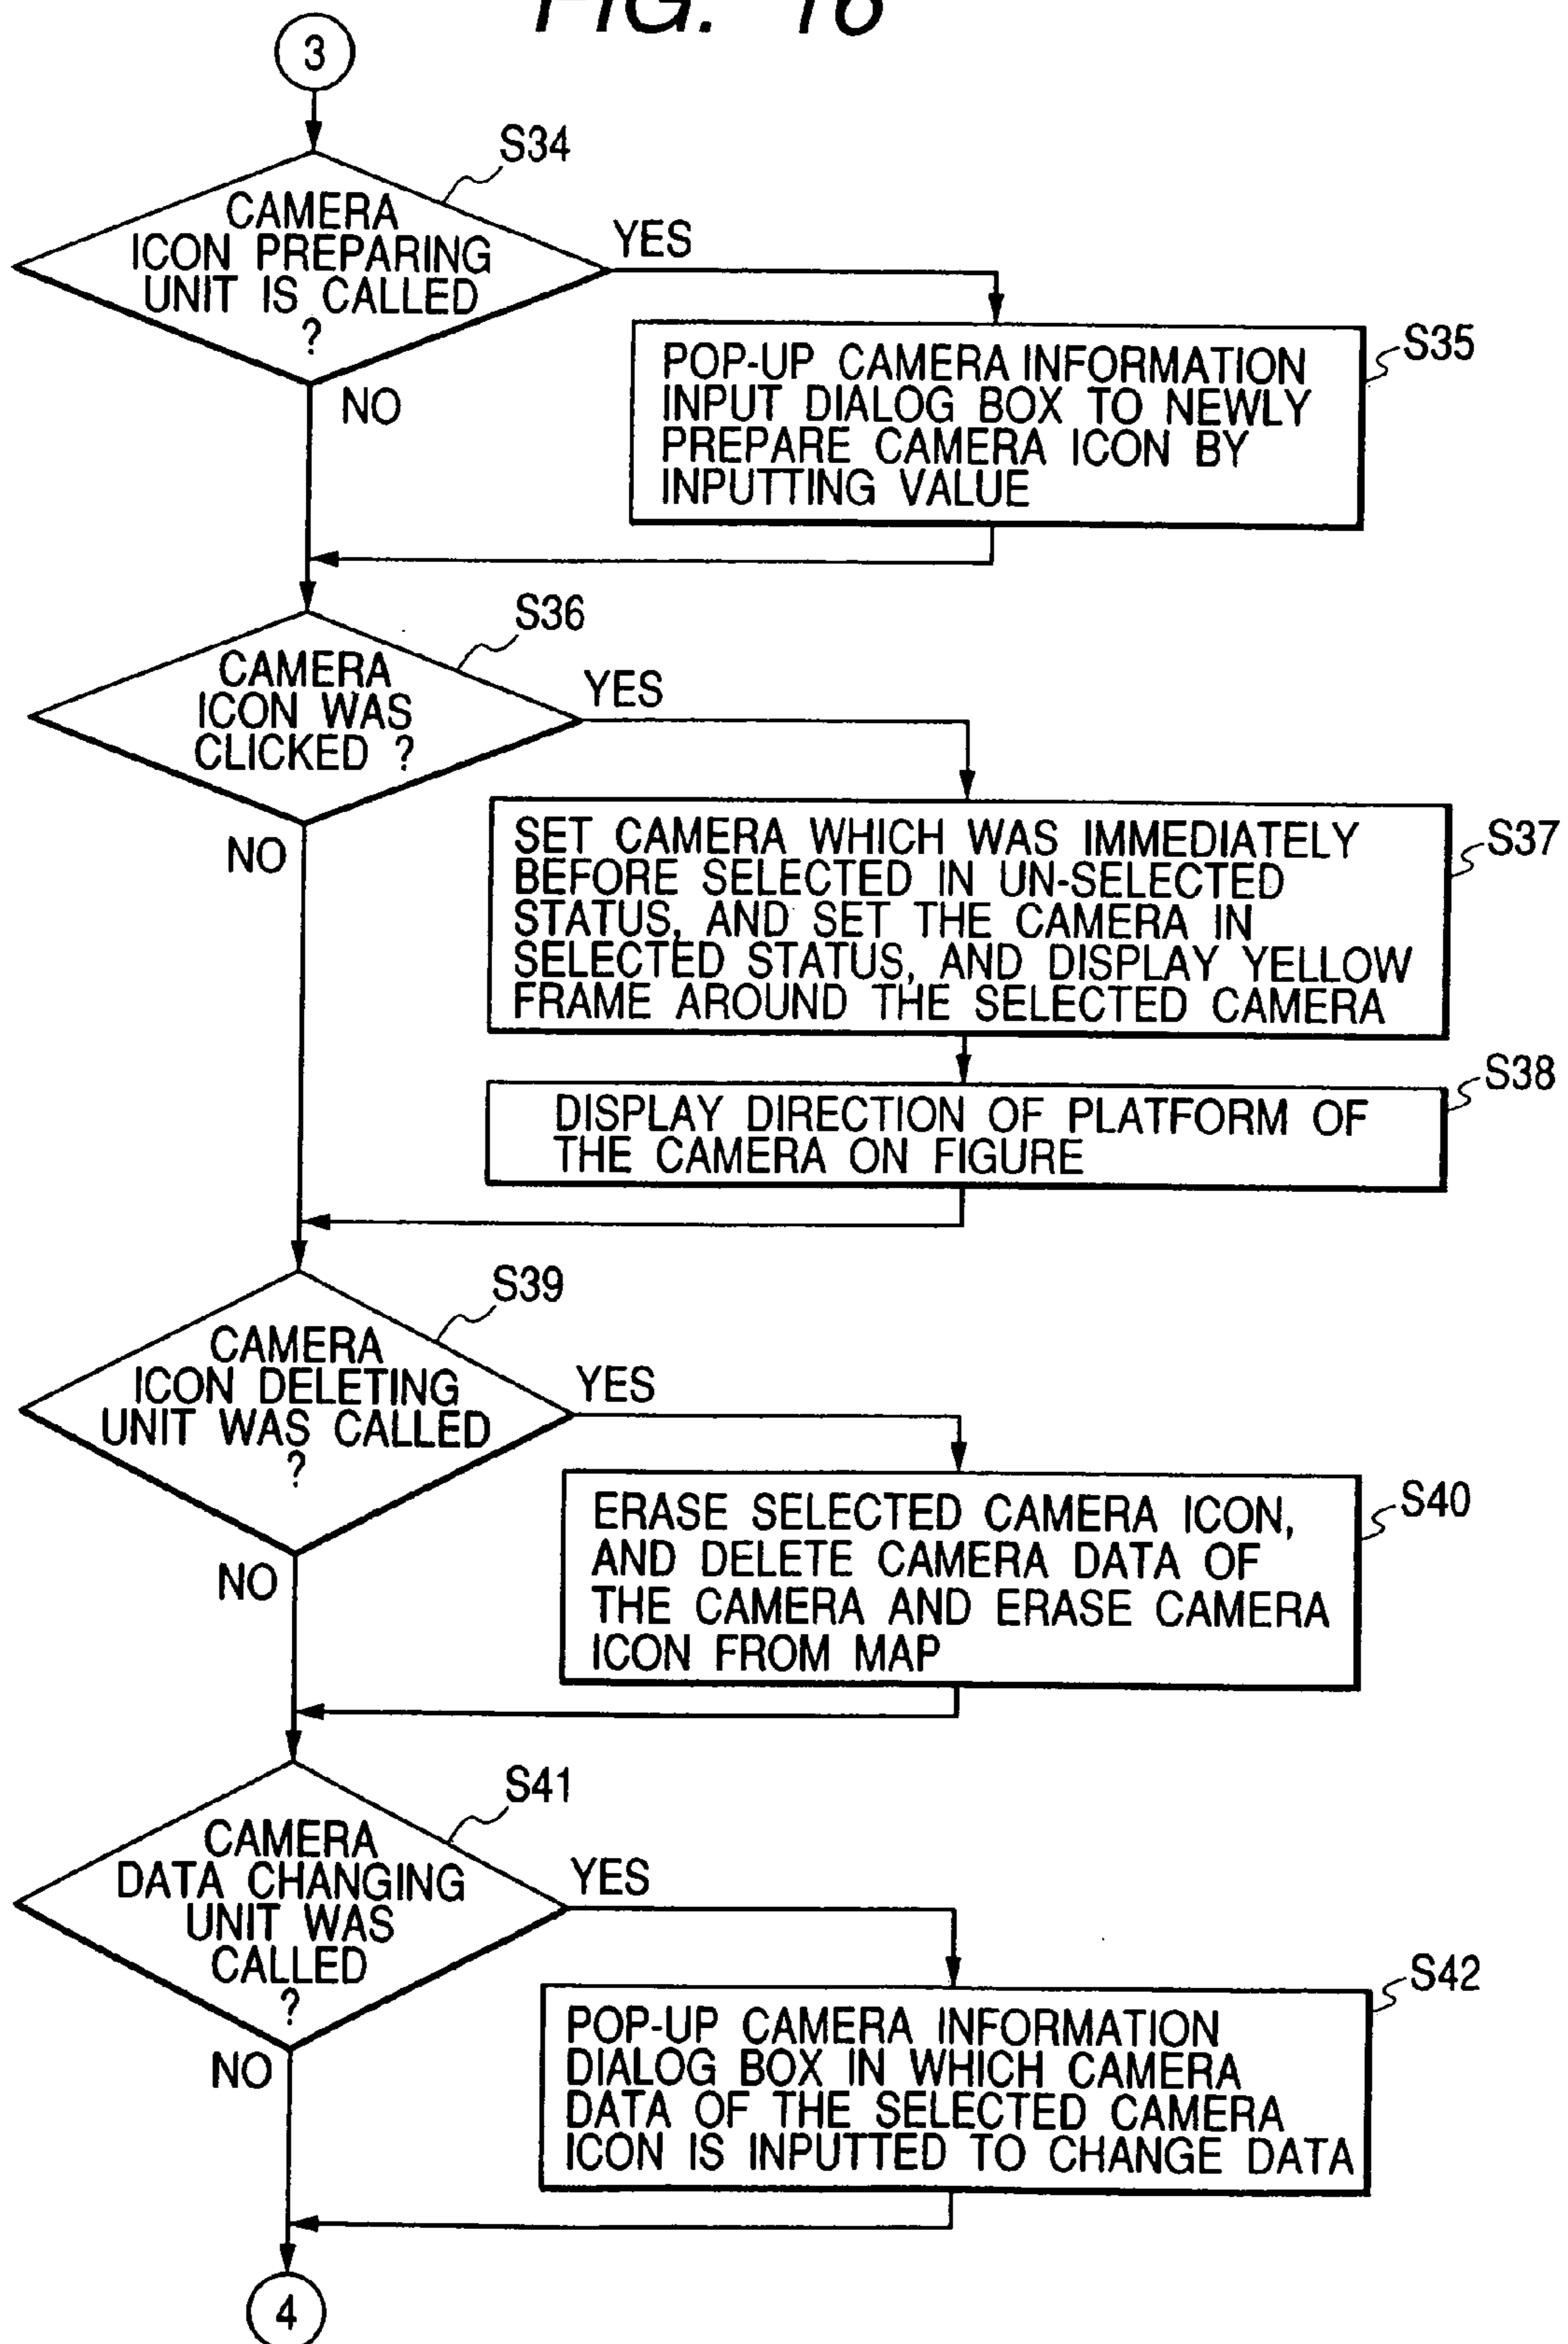 FIG. 16
3
S34
CAMERA
ICON PREPARING
UNIT IS CALLED
?
YES
NO
S35
POP-UP CAMERA INFORMATION
INPUT DIALOG BOX TO NEWLY
PREPARE CAMERA ICON BY
INPUTTING VALUE
S36
CAMERA
ICON WAS
CLICKED ?
YES
NO
S37
SET CAMERA WHICH WAS IMMEDIATELY
BEFORE SELECTED IN UN-SELECTED
STATUS, AND SET THE CAMERA IN
SELECTED STATUS, AND DISPLAY YELLOW
FRAME AROUND THE SELECTED CAMERA
S38
DISPLAY DIRECTION OF PLATFORM OF
THE CAMERA ON FIGURE
S39
CAMERA
ICON DELETING
UNIT WAS CALLED
?
YES
NO
S40
ERASE SELECTED CAMERA ICON,
AND DELETE CAMERA DATA OF
THE CAMERA AND ERASE CAMERA
ICON FROM MAP
S41
CAMERA
DATA CHANGING
UNIT WAS
CALLED
?
YES
NO
S42
POP-UP CAMERA INFORMATION
DIALOG BOX IN WHICH CAMERA
DATA OF THE SELECTED CAMERA
ICON IS INPUTTED TO CHANGE DATA
4